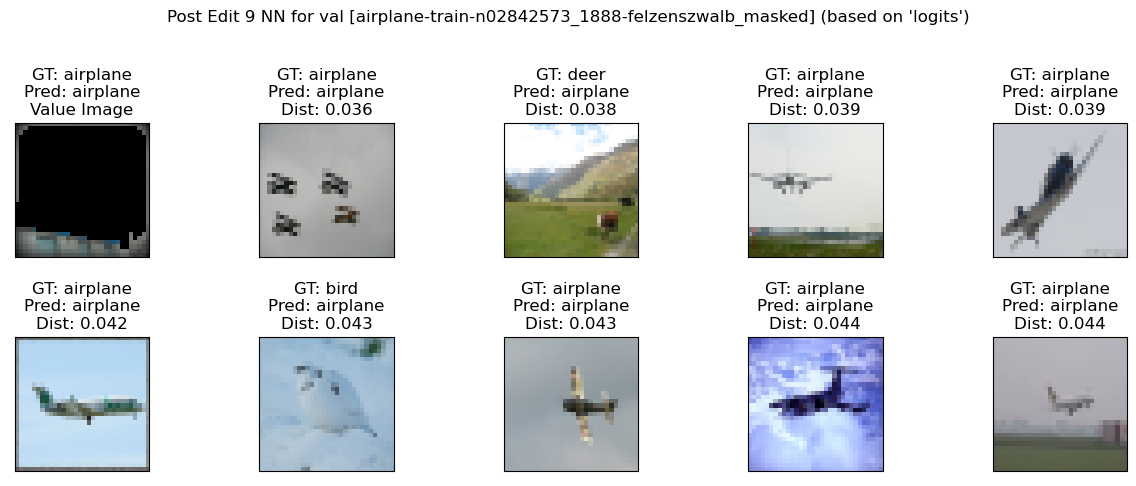 Post Edit 9 NN for val [airplane-train-n02842573_1888-felzenszwalb_masked] (based on 'logits')
GT: airplane
Pred: airplane
Value Image
GT: airplane
Pred: airplane
Dist: 0.036
GT: deer
Pred: airplane
Dist: 0.038
GT: airplane
Pred: airplane
Dist: 0.039
GT: airplane
Pred: airplane
Dist: 0.039
GT: airplane
Pred: airplane
Dist: 0.042
GT: bird
Pred: airplane
Dist: 0.043
GT: airplane
Pred: airplane
Dist: 0.043
GT: airplane
Pred: airplane
Dist: 0.044
GT: airplane
Pred: airplane
Dist: 0.044